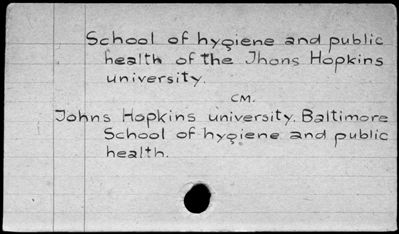 School of hygiene and public
health of the Jhons Hopkins
university.
CM.
Johns Hopkins university. Baltimore
School of hygiene and public
health.